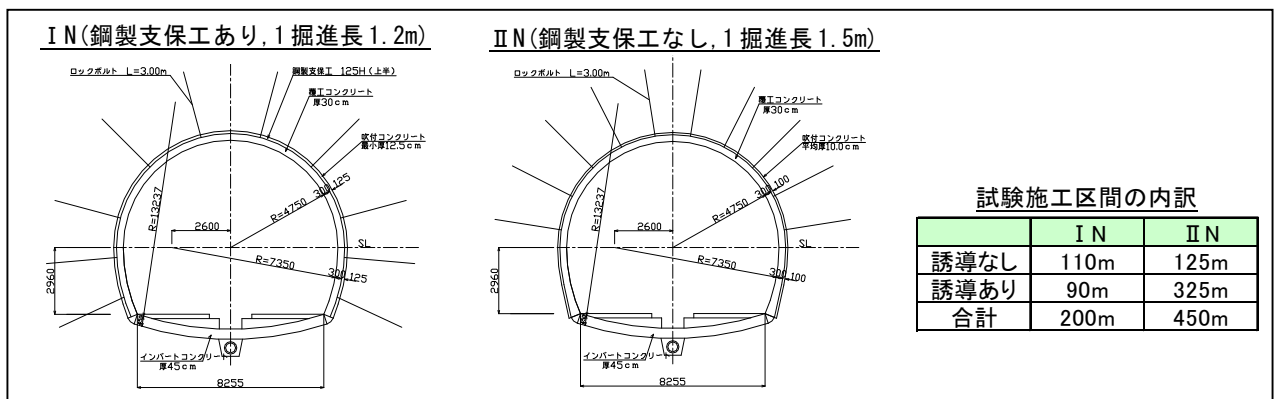 ⅠN(鋼製支保工あり,1掘進長1.2m)
ロックボルト L=3.00m
鋼製支保工 125H(上半)
覆工コンクリート
厚30cm
吹付コンクリート
最小厚12.5cm
R=13237
300 125
R=4750
2600
SL
R=7350
300 125
2960
インバートコンクリート
厚45cm
8255
ⅡN(鋼製支保工なし,1掘進長1.5m)
ロックボルト L=3.00m
覆工コンクリート
厚30cm
吹付コンクリート
平均厚10.0cm
R=13237
300 100
R=4750
2600
SL
R=7350
300 100
2960
インバートコンクリート
厚45cm
8255
試験施工区間の内訳
ⅠN ⅡN
誘導なし 110m 125m
誘導あり 90m 325m
合計 200m 450m